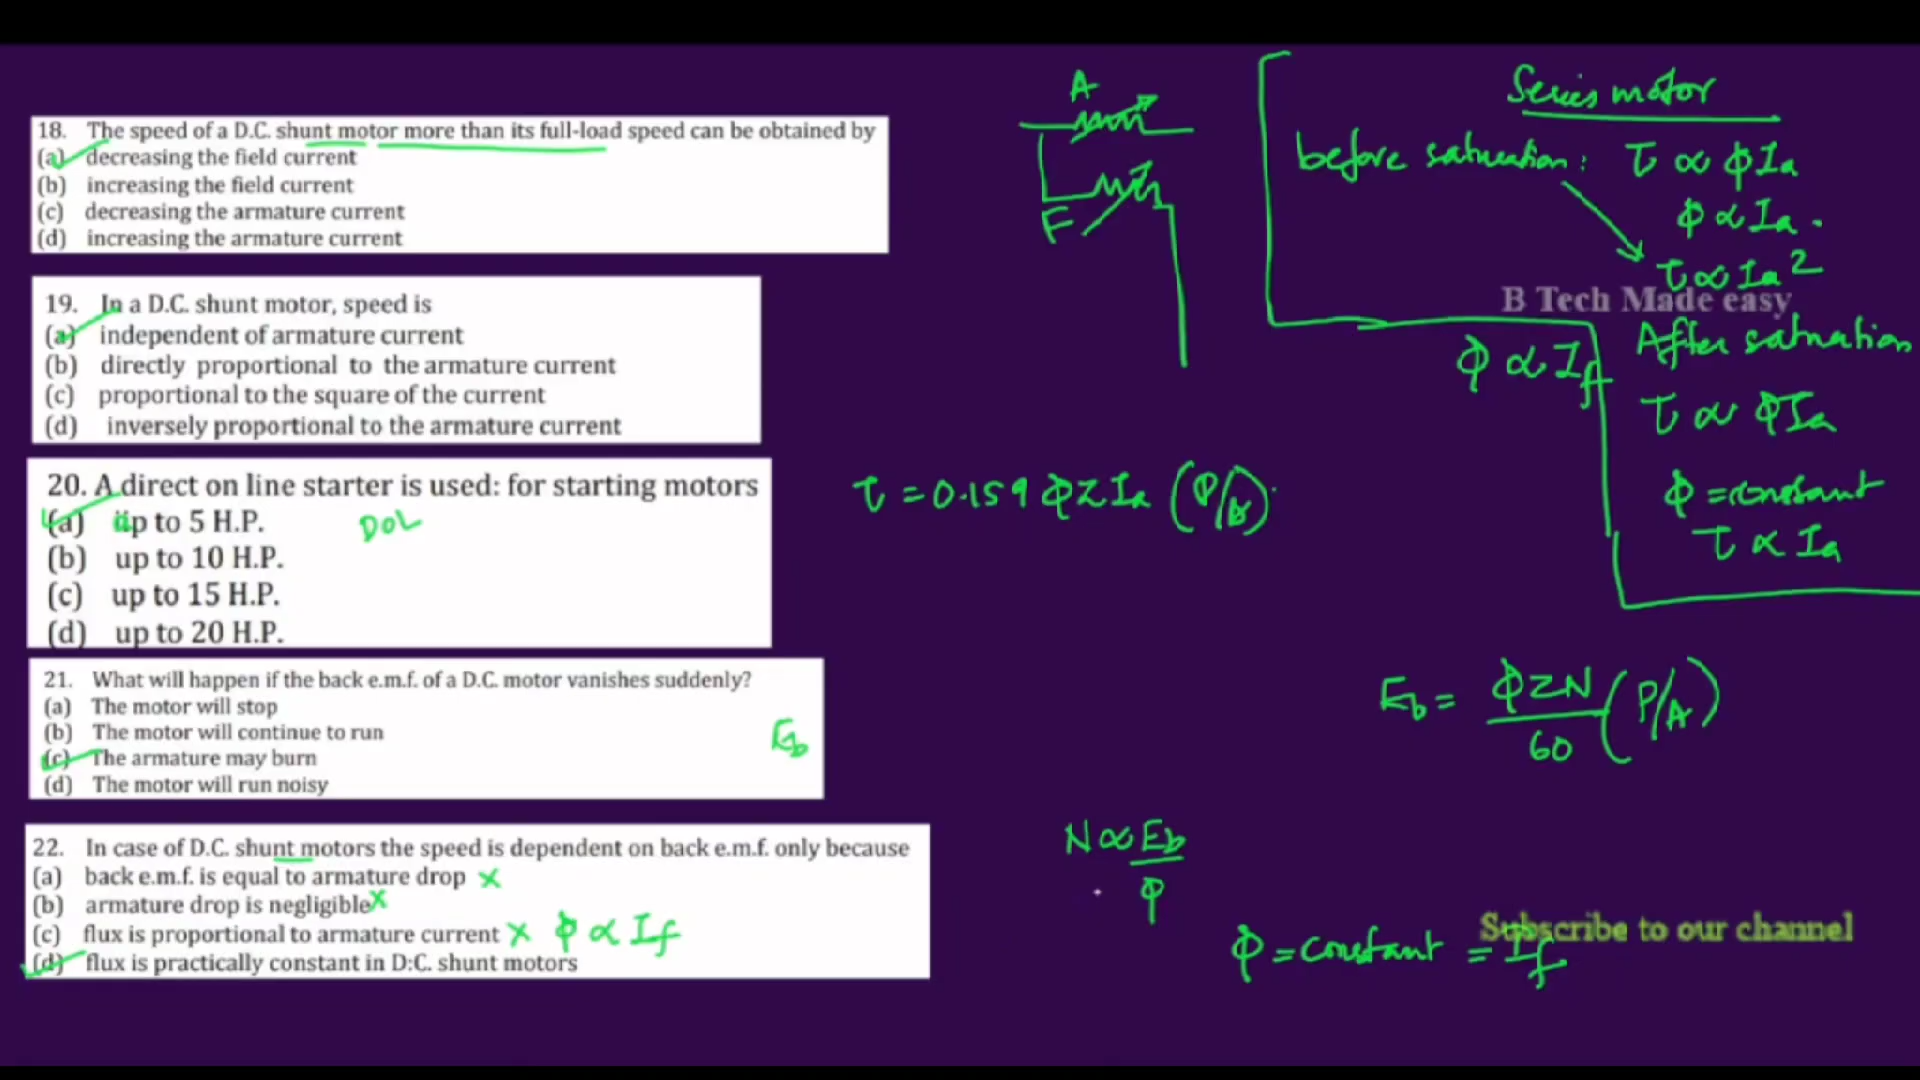 18. The speed of a D.C. shunt motor more than its full-load speed can be obtained by
(a) decreasing the field current
(b) increasing the field current
(c) decreasing the armature current
(d) increasing the armature current
19. In a D.C. shunt motor, speed is
(a) independent of armature current
(b) directly proportional to the armature current
(c) proportional to the square of the current
(d) inversely proportional to the armature current
20. A direct on line starter is used: for starting motors
(a) up to 5 H.P.
DOL
(b) up to 10 H.P.
(c) up to 15 H.P.
(d) up to 20 H.P.
21. What will happen if the back e.m.f. of a D.C. motor vanishes suddenly?
(a) The motor will stop
(b) The motor will continue to run
(c) The armature may burn
(d) The motor will run noisy
Eb
22. In case of D.C. shunt motors the speed is dependent on back e.m.f. only because
(a) back e.m.f. is equal to armature drop x
(b) armature drop is negligible x
(c) flux is proportional to armature current x ϕ ∝ If
(d) flux is practically constant in D:C. shunt motors
A
F
Series motor
before saturation: τ ∝ ϕIa
ϕ ∝ Ia.
τ ∝ Ia²
B Tech Made easy
After saturation
ϕ ∝ If
τ ∝ ϕIa
ϕ = constant
τ ∝ Ia
τ = 0.159 ϕZIa (P/A).
Eb = ϕZN/60 (P/A)
N ∝ Eb/ϕ
ϕ = constant = If
Subscribe to our channel